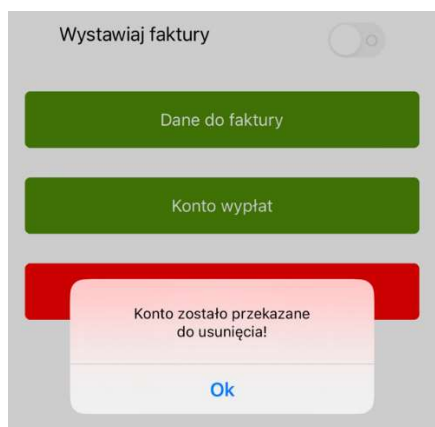 Wystawiaj faktury
Dane do faktury
Konto wypłat
Konto zostało przekazane
do usunięcia!
Ok